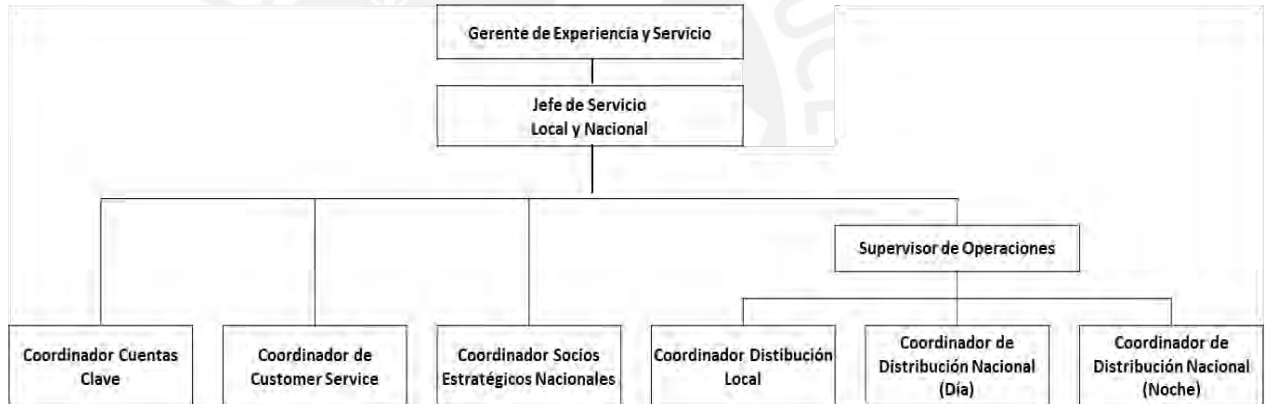 Gerente de Experiencia y Servicio
Jefe de Servicio
Local y Nacional
Supervisor de Operaciones
Coordinador Cuentas
Clave
Coordinador de
Customer Service
Coordinador Socios
Estratégicos Nacionales
Coordinador Distibución
Local
Coordinador de
Distribución Nacional
(Día)
Coordinador de
Distribución Nacional
(Noche)